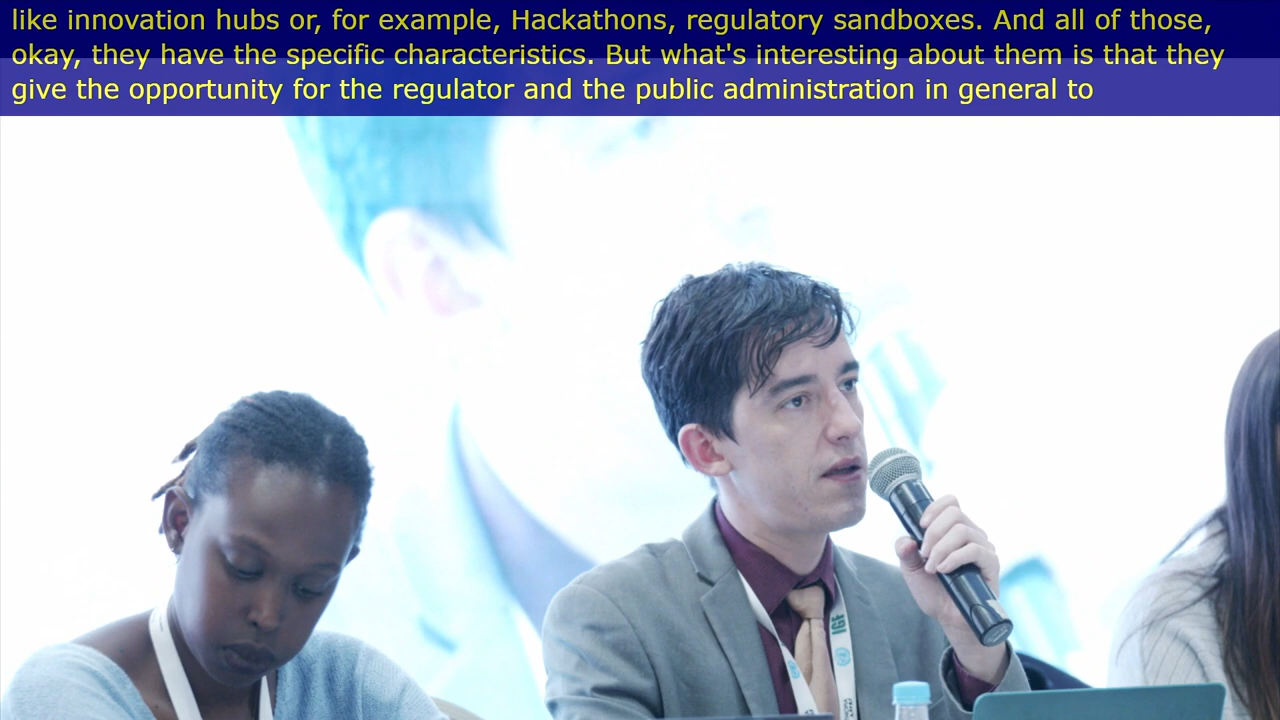 like innovation hubs or, for example, Hackathons, regulatory sandboxes. And all of those,
okay, they have the specific characteristics. But what's interesting about them is that they
give the opportunity for the regulator and the public administration in general to
IGF